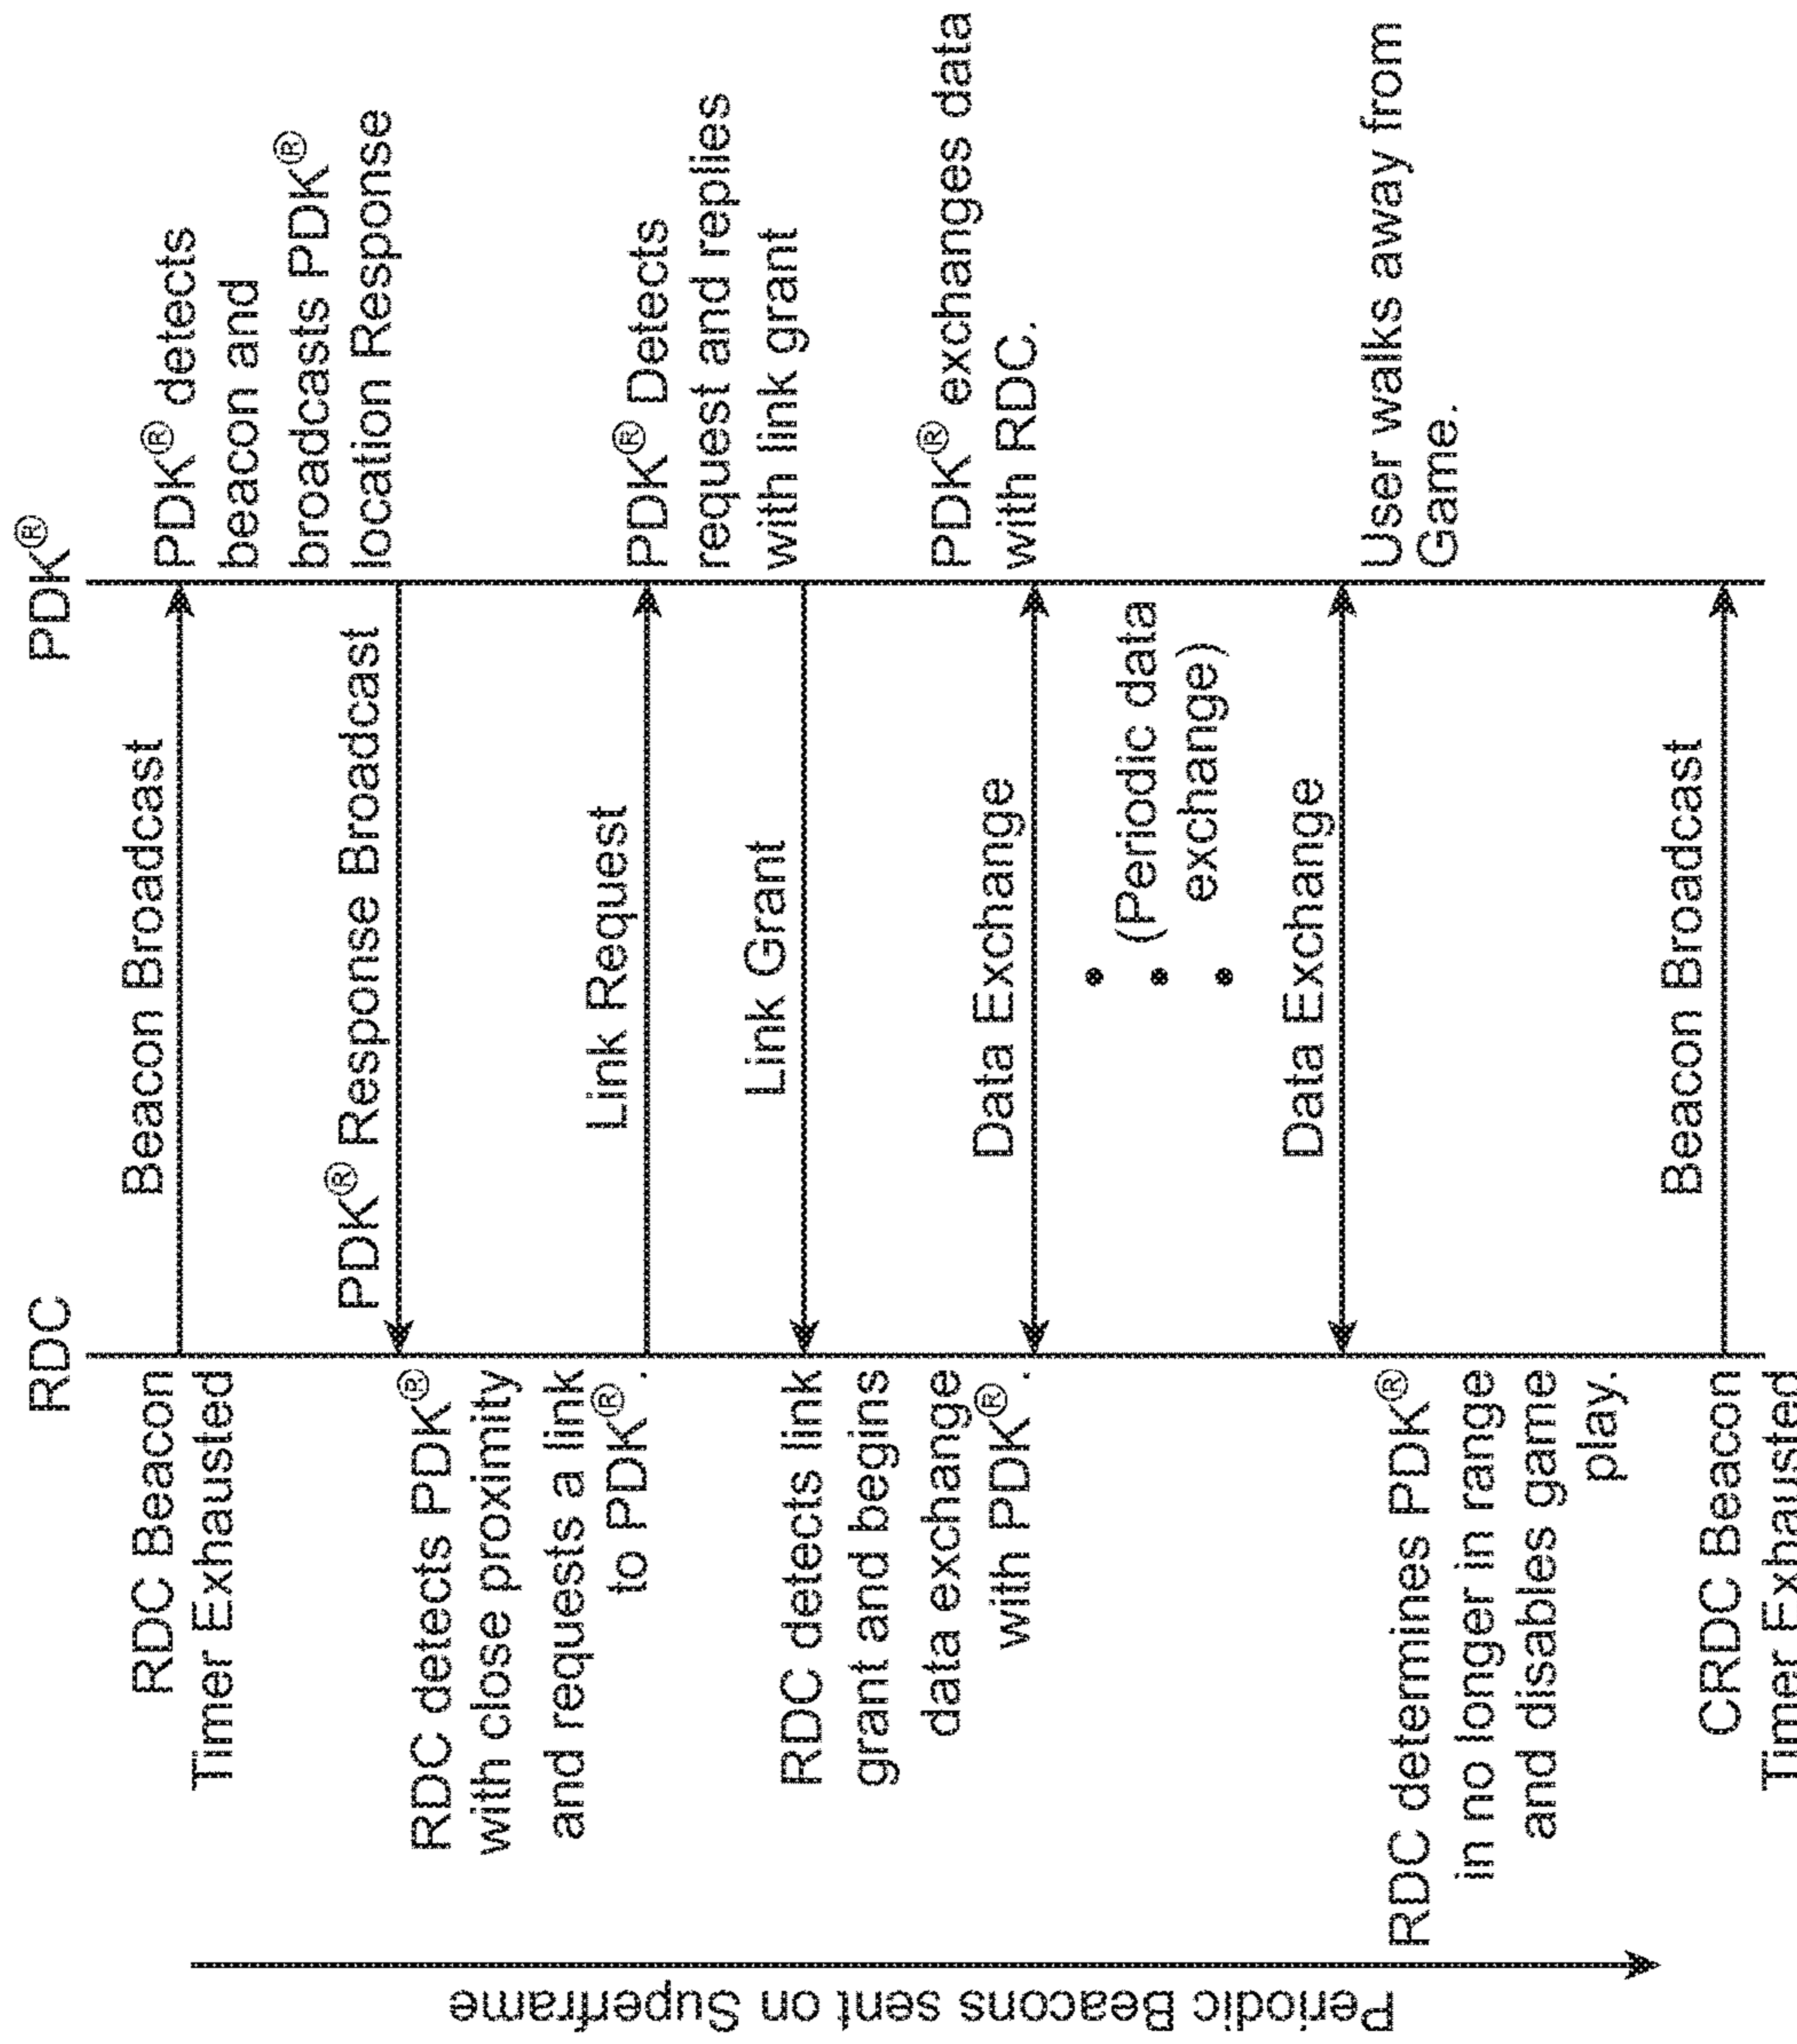 RDC
PDK®
RDC Beacon
Timer Exhausted
Beacon Broadcast
PDK® detects
beacon and
broadcasts PDK®
location Response
PDK® Response Broadcast
RDC detects PDK®
with close proximity
and requests a link
to PDK®.
Link Request
PDK® Detects
request and replies
with link grant
Link Grant
RDC detects link
grant and begins
data exchange
with PDK®.
Data Exchange
PDK® exchanges data
with RDC.
(Periodic data
exchange)
Data Exchange
User walks away from
Game.
RDC determines PDK®
in no longer in range
and disables game
play.
Beacon Broadcast
CRDC Beacon
Timer Exhausted
Periodic Beacons sent on Superframe